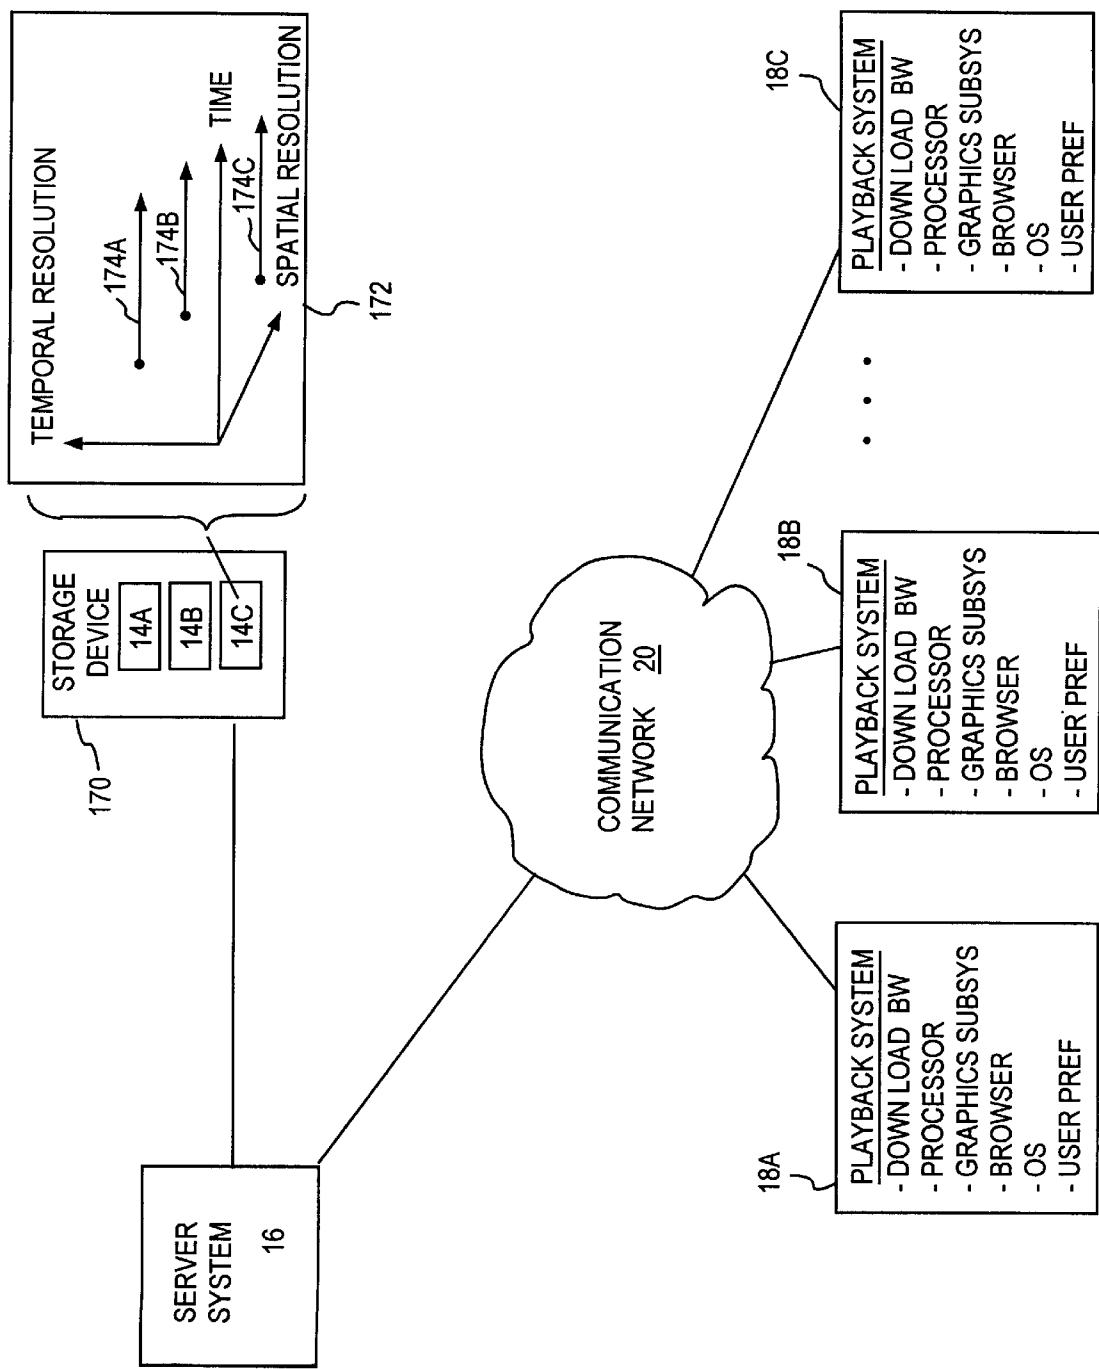 SERVER
SYSTEM
16
170
STORAGE
DEVICE
14A
14B
14C
TEMPORAL RESOLUTION
174A
174B
TIME
174C
SPATIAL RESOLUTION
172
COMMUNICATION
NETWORK 20
18A
PLAYBACK SYSTEM
- DOWN LOAD BW
- PROCESSOR
- GRAPHICS SUBSYS
- BROWSER
- OS
- USER PREF
18B
PLAYBACK SYSTEM
- DOWN LOAD BW
- PROCESSOR
- GRAPHICS SUBSYS
- BROWSER
- OS
- USER PREF
18C
PLAYBACK SYSTEM
- DOWN LOAD BW
- PROCESSOR
- GRAPHICS SUBSYS
- BROWSER
- OS
- USER PREF